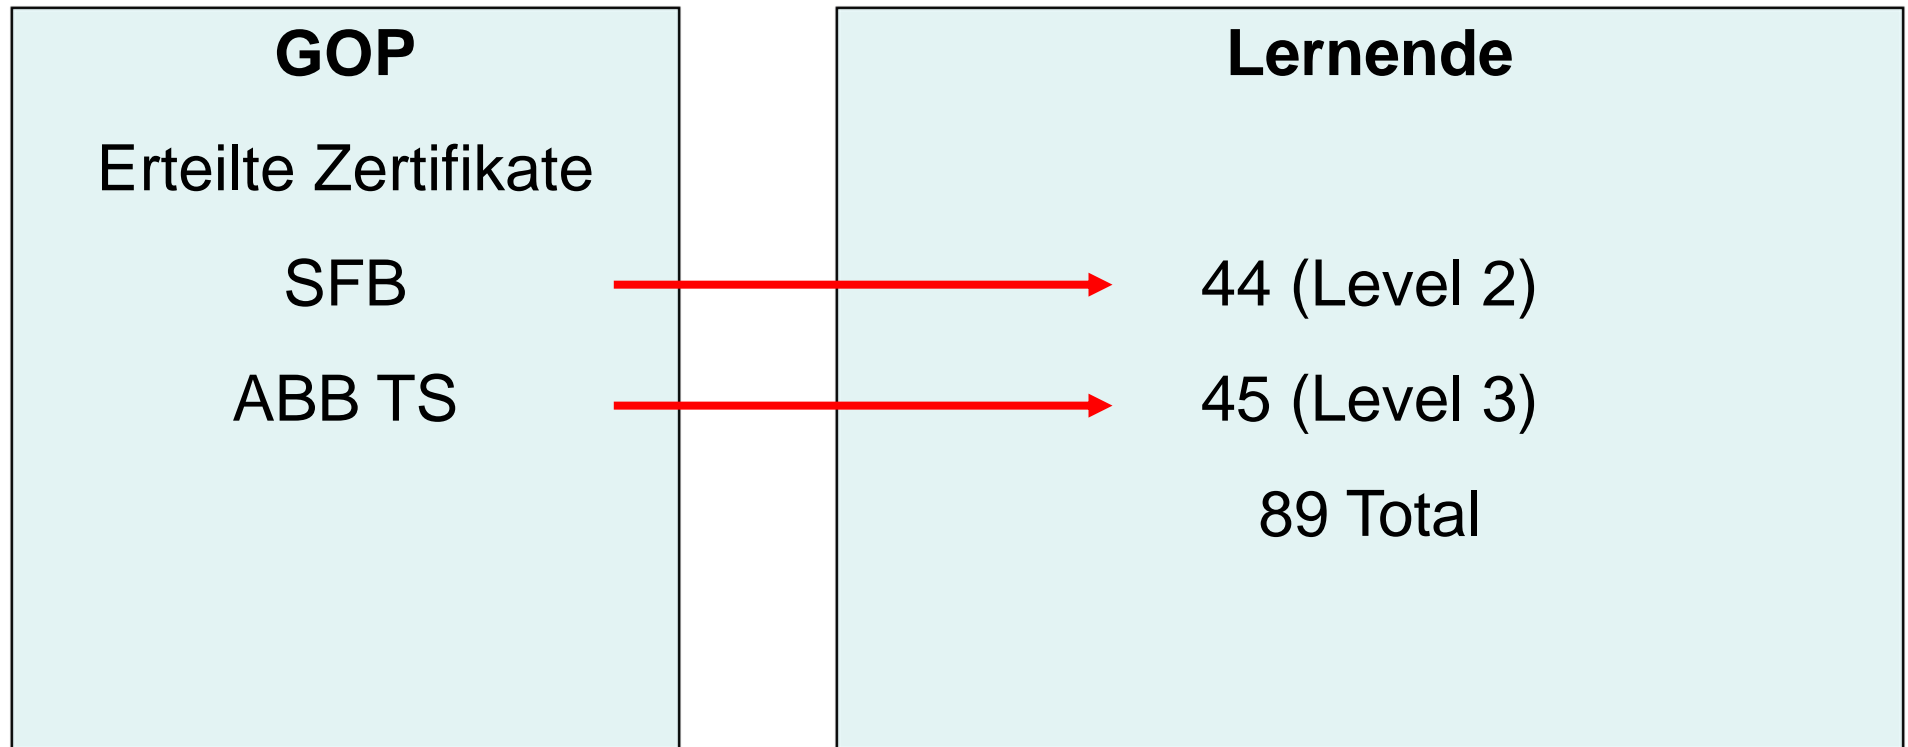 GOP
Erteilte Zertifikate
SFB
ABB TS
Lernende
44 (Level 2)
45 (Level 3)
89 Total